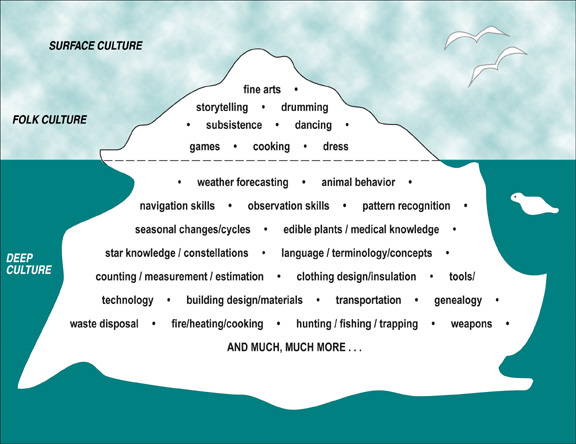 SURFACE CULTURE
fine arts •
storytelling • drumming
FOLK CULTURE
• subsistence • dancing •
games • cooking • dress
• weather forecasting • animal behavior •
navigation skills • observation skills • pattern recognition •
seasonal changes/cycles • edible plants / medical knowledge •
DEEP
CULTURE
star knowledge / constellations • language / terminology/concepts •
counting / measurement / estimation • clothing design/insulation • tools/
technology • building design/materials • transportation • genealogy •
waste disposal • fire/heating/cooking • hunting / fishing / trapping • weapons •
AND MUCH, MUCH MORE . . .